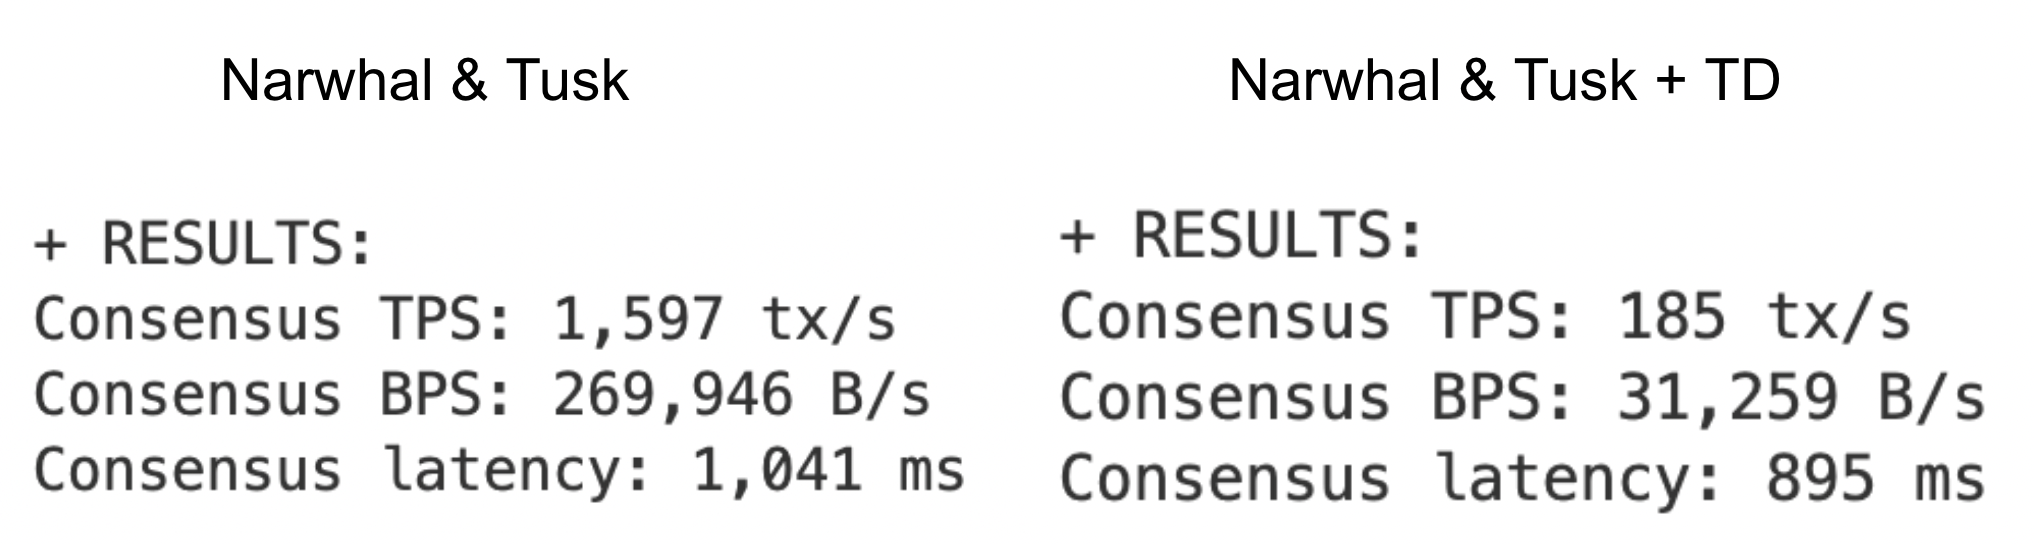 Narwhal & Tusk
+ RESULTS:
Consensus TPS: 1,597 tx/s
Consensus BPS: 269,946 B/s
Consensus latency: 1,041 ms
Narwhal & Tusk + TD
+ RESULTS:
Consensus TPS: 185 tx/s
Consensus BPS: 31,259 B/s
Consensus latency: 895 ms